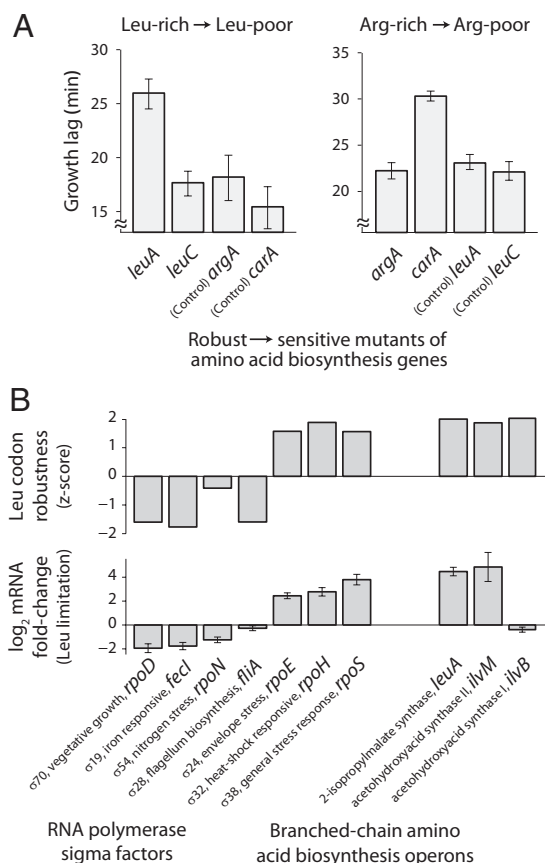 A
Leu-rich → Leu-poor
Arg-rich → Arg-poor
Growth lag (min)
25
20
15
≈
leuA
leuC
(Control) argA
(Control) carA
35
30
25
20
≈
argA
carA
(Control) leuA
(Control) leuC
Robust → sensitive mutants of
amino acid biosynthesis genes
B
Leu codon
robustness
(z-score)
2
1
0
−1
−2
log2 mRNA
fold-change
(Leu limitation)
4
2
0
−2
σ70, vegetative growth, rpoD
σ19, iron responsive, fecI
σ54, nitrogen stress, rpoN
σ28, flagellum biosynthesis, fliA
σ24, envelope stress, rpoE
σ32, heat-shock responsive, rpoH
σ38, general stress response, rpoS
2-isopropylmalate synthase, leuA
acetohydroxyacid synthase II, ilvM
acetohydroxyacid synthase I, ilvB
RNA polymerase
sigma factors
Branched-chain amino
acid biosynthesis operons